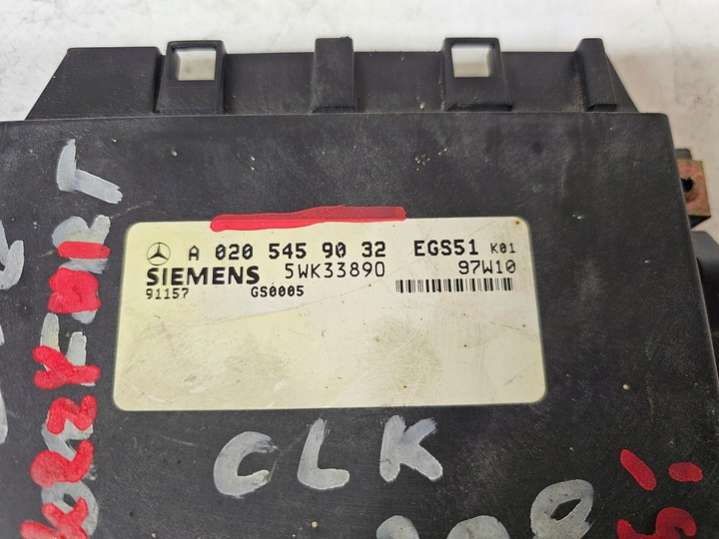 A 020 545 90 32 EGS51 K01
SIEMENS 5WK33890 97W10
91157 GS0005
CLK